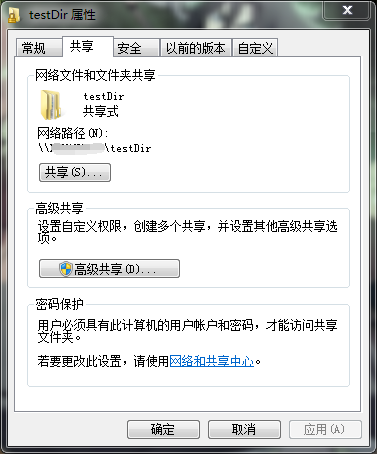 testDir 属性
常规 共享 安全 以前的版本 自定义
网络文件和文件夹共享
testDir
共享式
网络路径(N):
\\ \testDir
共享(S)...
高级共享
设置自定义权限，创建多个共享，并设置其他高级共享选
项。
高级共享(D)...
密码保护
用户必须具有此计算机的用户帐户和密码，才能访问共享
文件夹。
若要更改此设置，请使用网络和共享中心。
确定 取消 应用(A)